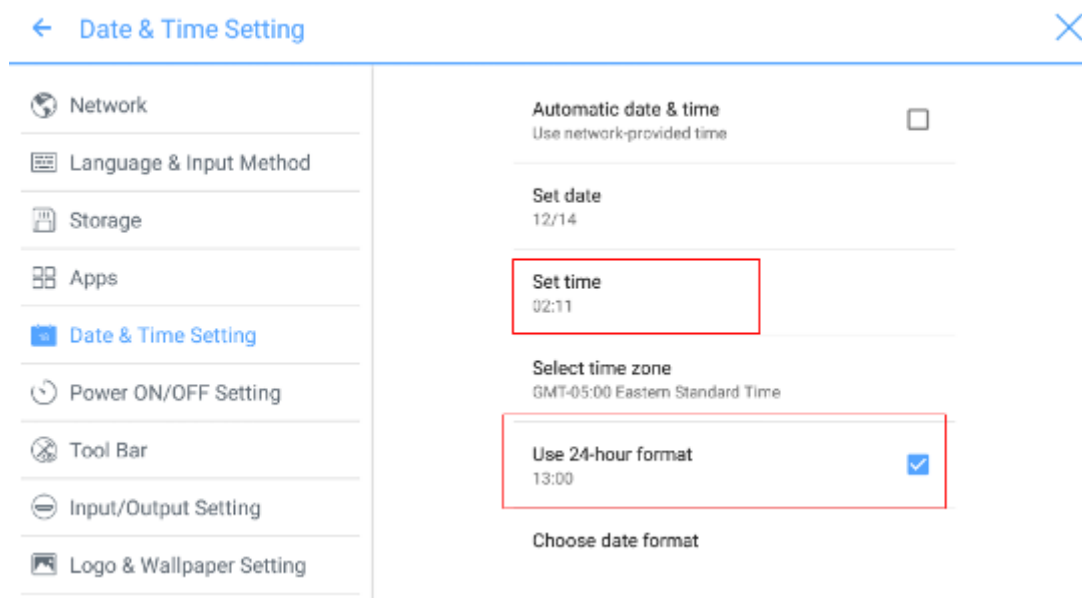 Date & Time Setting
Network
Language & Input Method
Storage
Apps
Date & Time Setting
Power ON/OFF Setting
Tool Bar
Input/Output Setting
Logo & Wallpaper Setting
Automatic date & time
Use network-provided time
Set date
12/14
Set time
02:11
Select time zone
GMT-05:00 Eastern Standard Time
Use 24-hour format
13:00
Choose date format